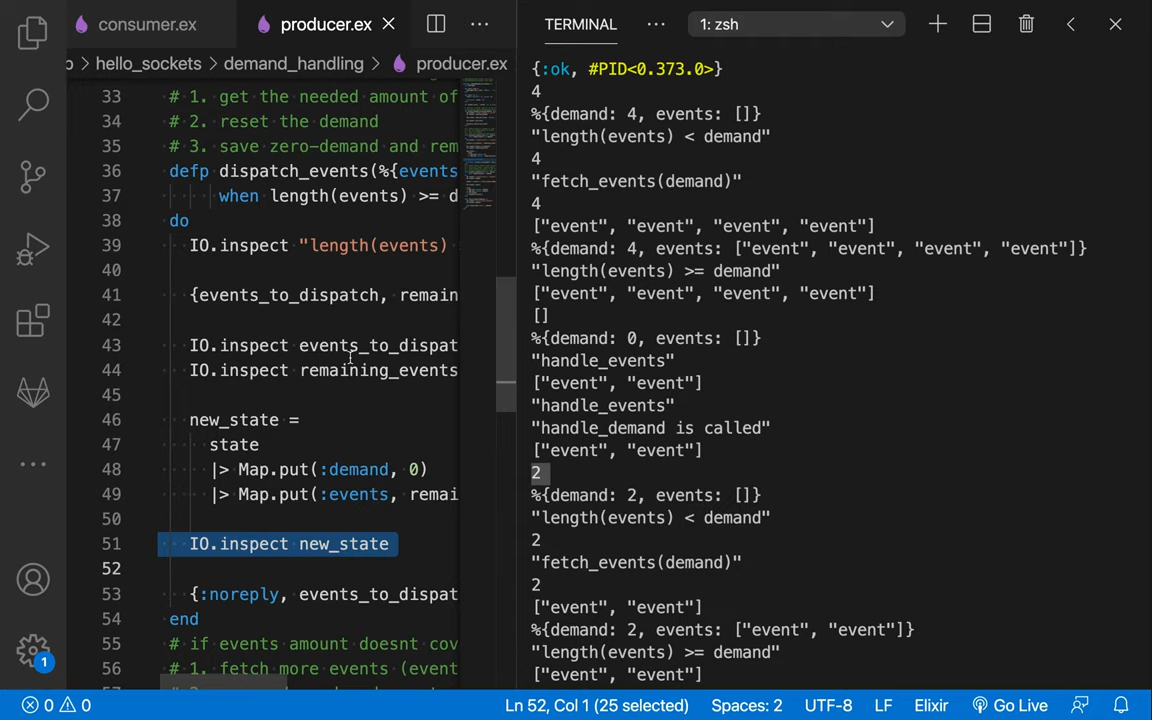 consumer.ex
producer.ex
TERMINAL
1: zsh
hello_sockets
demand_handling
producer.ex
33 # 1. get the needed amount of
34 # 2. reset the demand
35 # 3. save zero-demand and rem
36 defp dispatch_events(%{events
37 when length(events) >= d
38 do
39 IO.inspect "length(events)
40
41 {events_to_dispatch, remain
42
43 IO.inspect events_to_dispat
44 IO.inspect remaining_events
45
46 new_state =
47 state
48 |> Map.put(:demand, 0)
49 |> Map.put(:events, remai
50
51 IO.inspect new_state
52
53 {:noreply, events_to_dispat
54 end
55 # if events amount doesnt cov
56 # 1. fetch more events (event
{:ok, #PID<0.373.0>}
4
%{demand: 4, events: []}
"length(events) < demand"
4
"fetch_events(demand)"
4
["event", "event", "event", "event"]
%{demand: 4, events: ["event", "event", "event", "event"]}
"length(events) >= demand"
["event", "event", "event", "event"]
[]
%{demand: 0, events: []}
"handle_events"
["event", "event"]
"handle_events"
"handle_demand is called"
["event", "event"]
2
%{demand: 2, events: []}
"length(events) < demand"
2
"fetch_events(demand)"
2
["event", "event"]
%{demand: 2, events: ["event", "event"]}
"length(events) >= demand"
["event", "event"]
1
0 0
Ln 52, Col 1 (25 selected)
Spaces: 2
UTF-8
LF
Elixir
Go Live